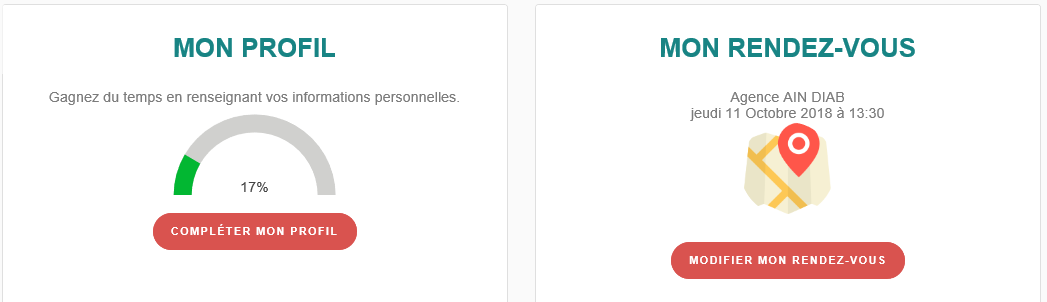 MON PROFIL
Gagnez du temps en renseignant vos informations personnelles.
17%
COMPLÉTER MON PROFIL
MON RENDEZ-VOUS
Agence AIN DIAB
jeudi 11 Octobre 2018 à 13:30
MODIFIER MON RENDEZ-VOUS